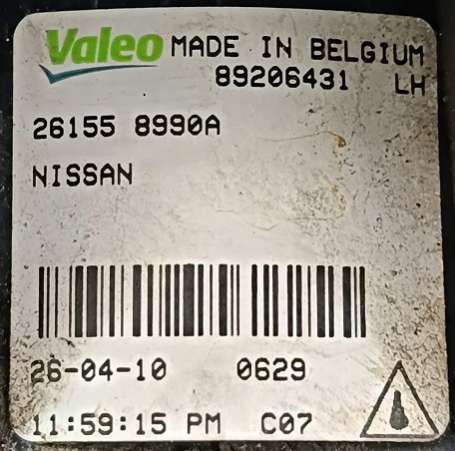 Valeo MADE IN BELGIUM
89206431 LH
26155 8990A
NISSAN
26-04-10 0629
11:59:15 PM C07